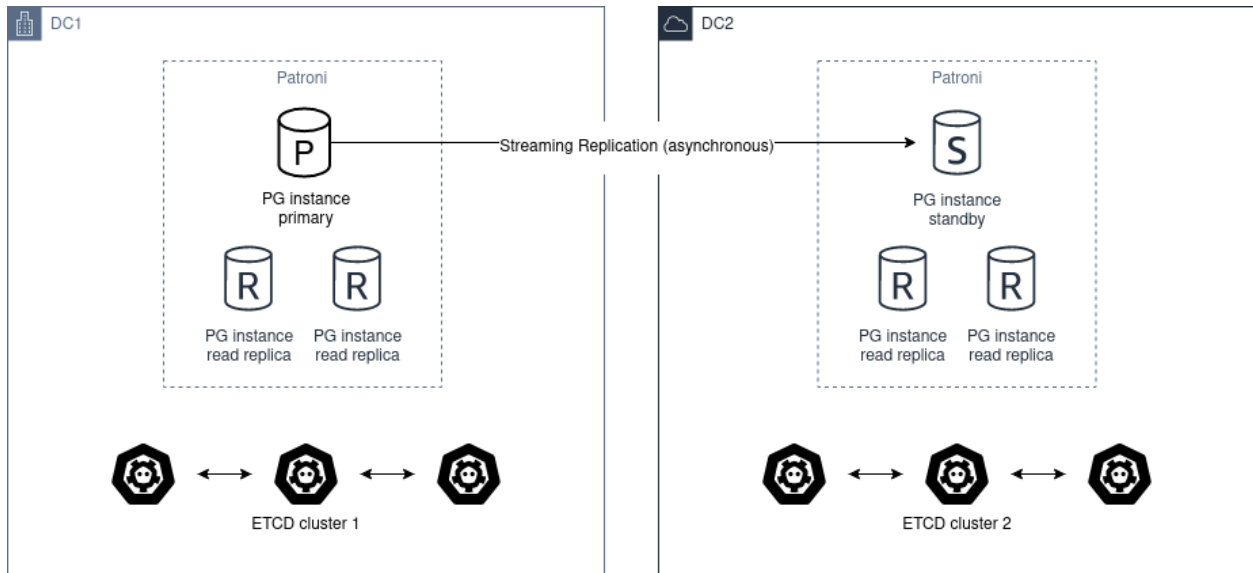 DC1
DC2
Patroni
Patroni
P
Streaming Replication (asynchronous)
S
PG instance
primary
PG instance
standby
R
R
R
R
PG instance
read replica
PG instance
read replica
PG instance
read replica
PG instance
read replica
ETCD cluster 1
ETCD cluster 2